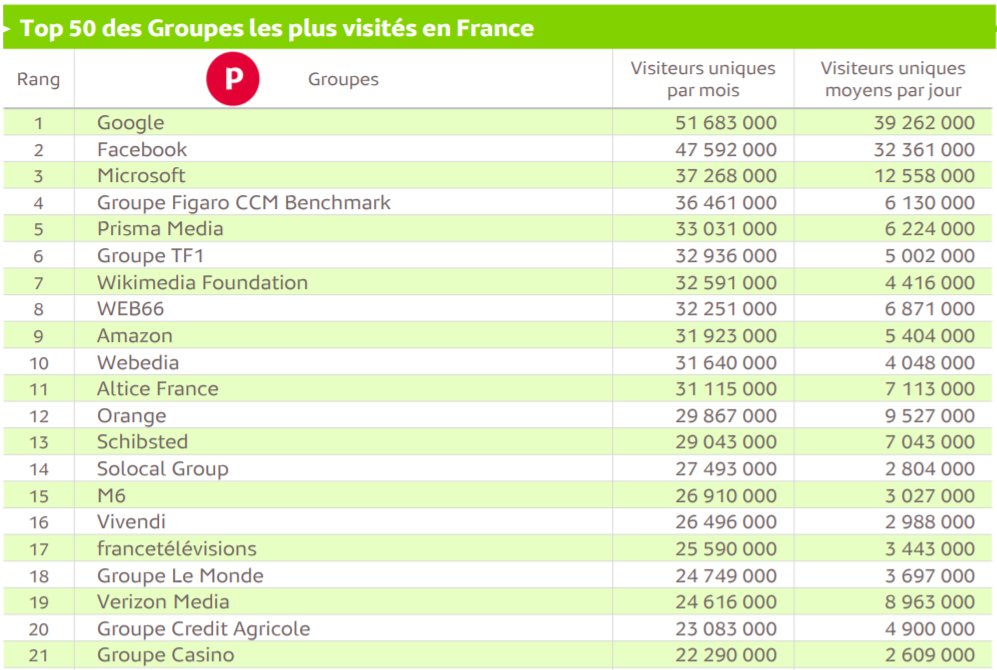 Top 50 des Groupes les plus visités en France
Rang P Groupes Visiteurs uniques par mois Visiteurs uniques moyens par jour
1 Google 51 683 000 39 262 000
2 Facebook 47 592 000 32 361 000
3 Microsoft 37 268 000 12 558 000
4 Groupe Figaro CCM Benchmark 36 461 000 6 130 000
5 Prisma Media 33 031 000 6 224 000
6 Groupe TF1 32 936 000 5 002 000
7 Wikimedia Foundation 32 591 000 4 416 000
8 WEB66 32 251 000 6 871 000
9 Amazon 31 923 000 5 404 000
10 Webedia 31 640 000 4 048 000
11 Altice France 31 115 000 7 113 000
12 Orange 29 867 000 9 527 000
13 Schibsted 29 043 000 7 043 000
14 Solocal Group 27 493 000 2 804 000
15 M6 26 910 000 3 027 000
16 Vivendi 26 496 000 2 988 000
17 francetélévisions 25 590 000 3 443 000
18 Groupe Le Monde 24 749 000 3 697 000
19 Verizon Media 24 616 000 8 963 000
20 Groupe Credit Agricole 23 083 000 4 900 000
21 Groupe Casino 22 290 000 2 609 000